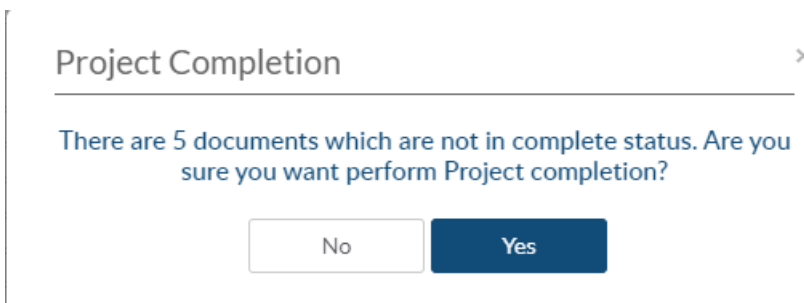 Project Completion
There are 5 documents which are not in complete status. Are you
sure you want perform Project completion?
No
Yes